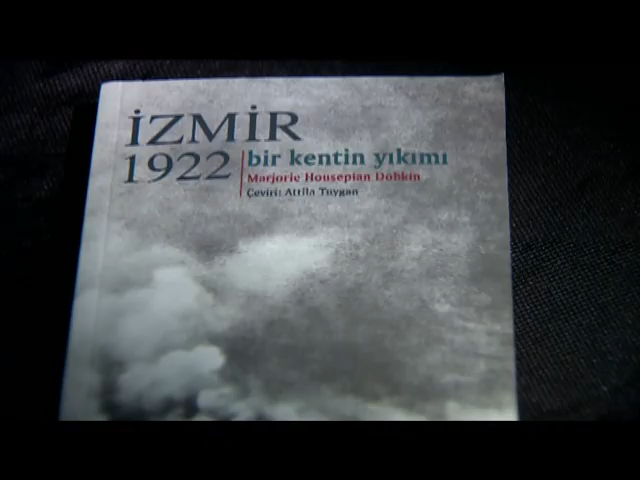 İZMİR
1922
bir kentin yıkımı
Marjorie Housepian Dobkin
Çeviri: Attila Tuygan